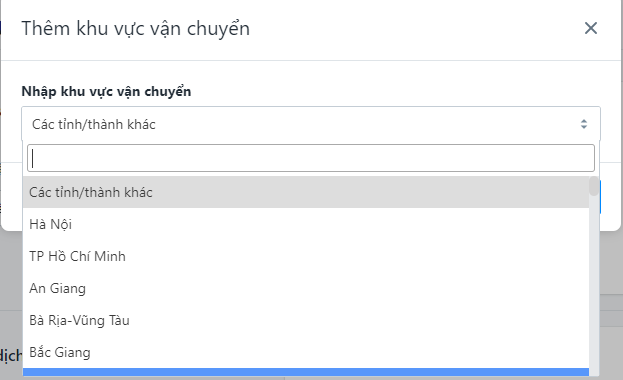 Thêm khu vực vận chuyển
Nhập khu vực vận chuyển
Các tỉnh/thành khác
Các tỉnh/thành khác
Hà Nội
TP Hồ Chí Minh
An Giang
Bà Rịa-Vũng Tàu
Bắc Giang
dịch